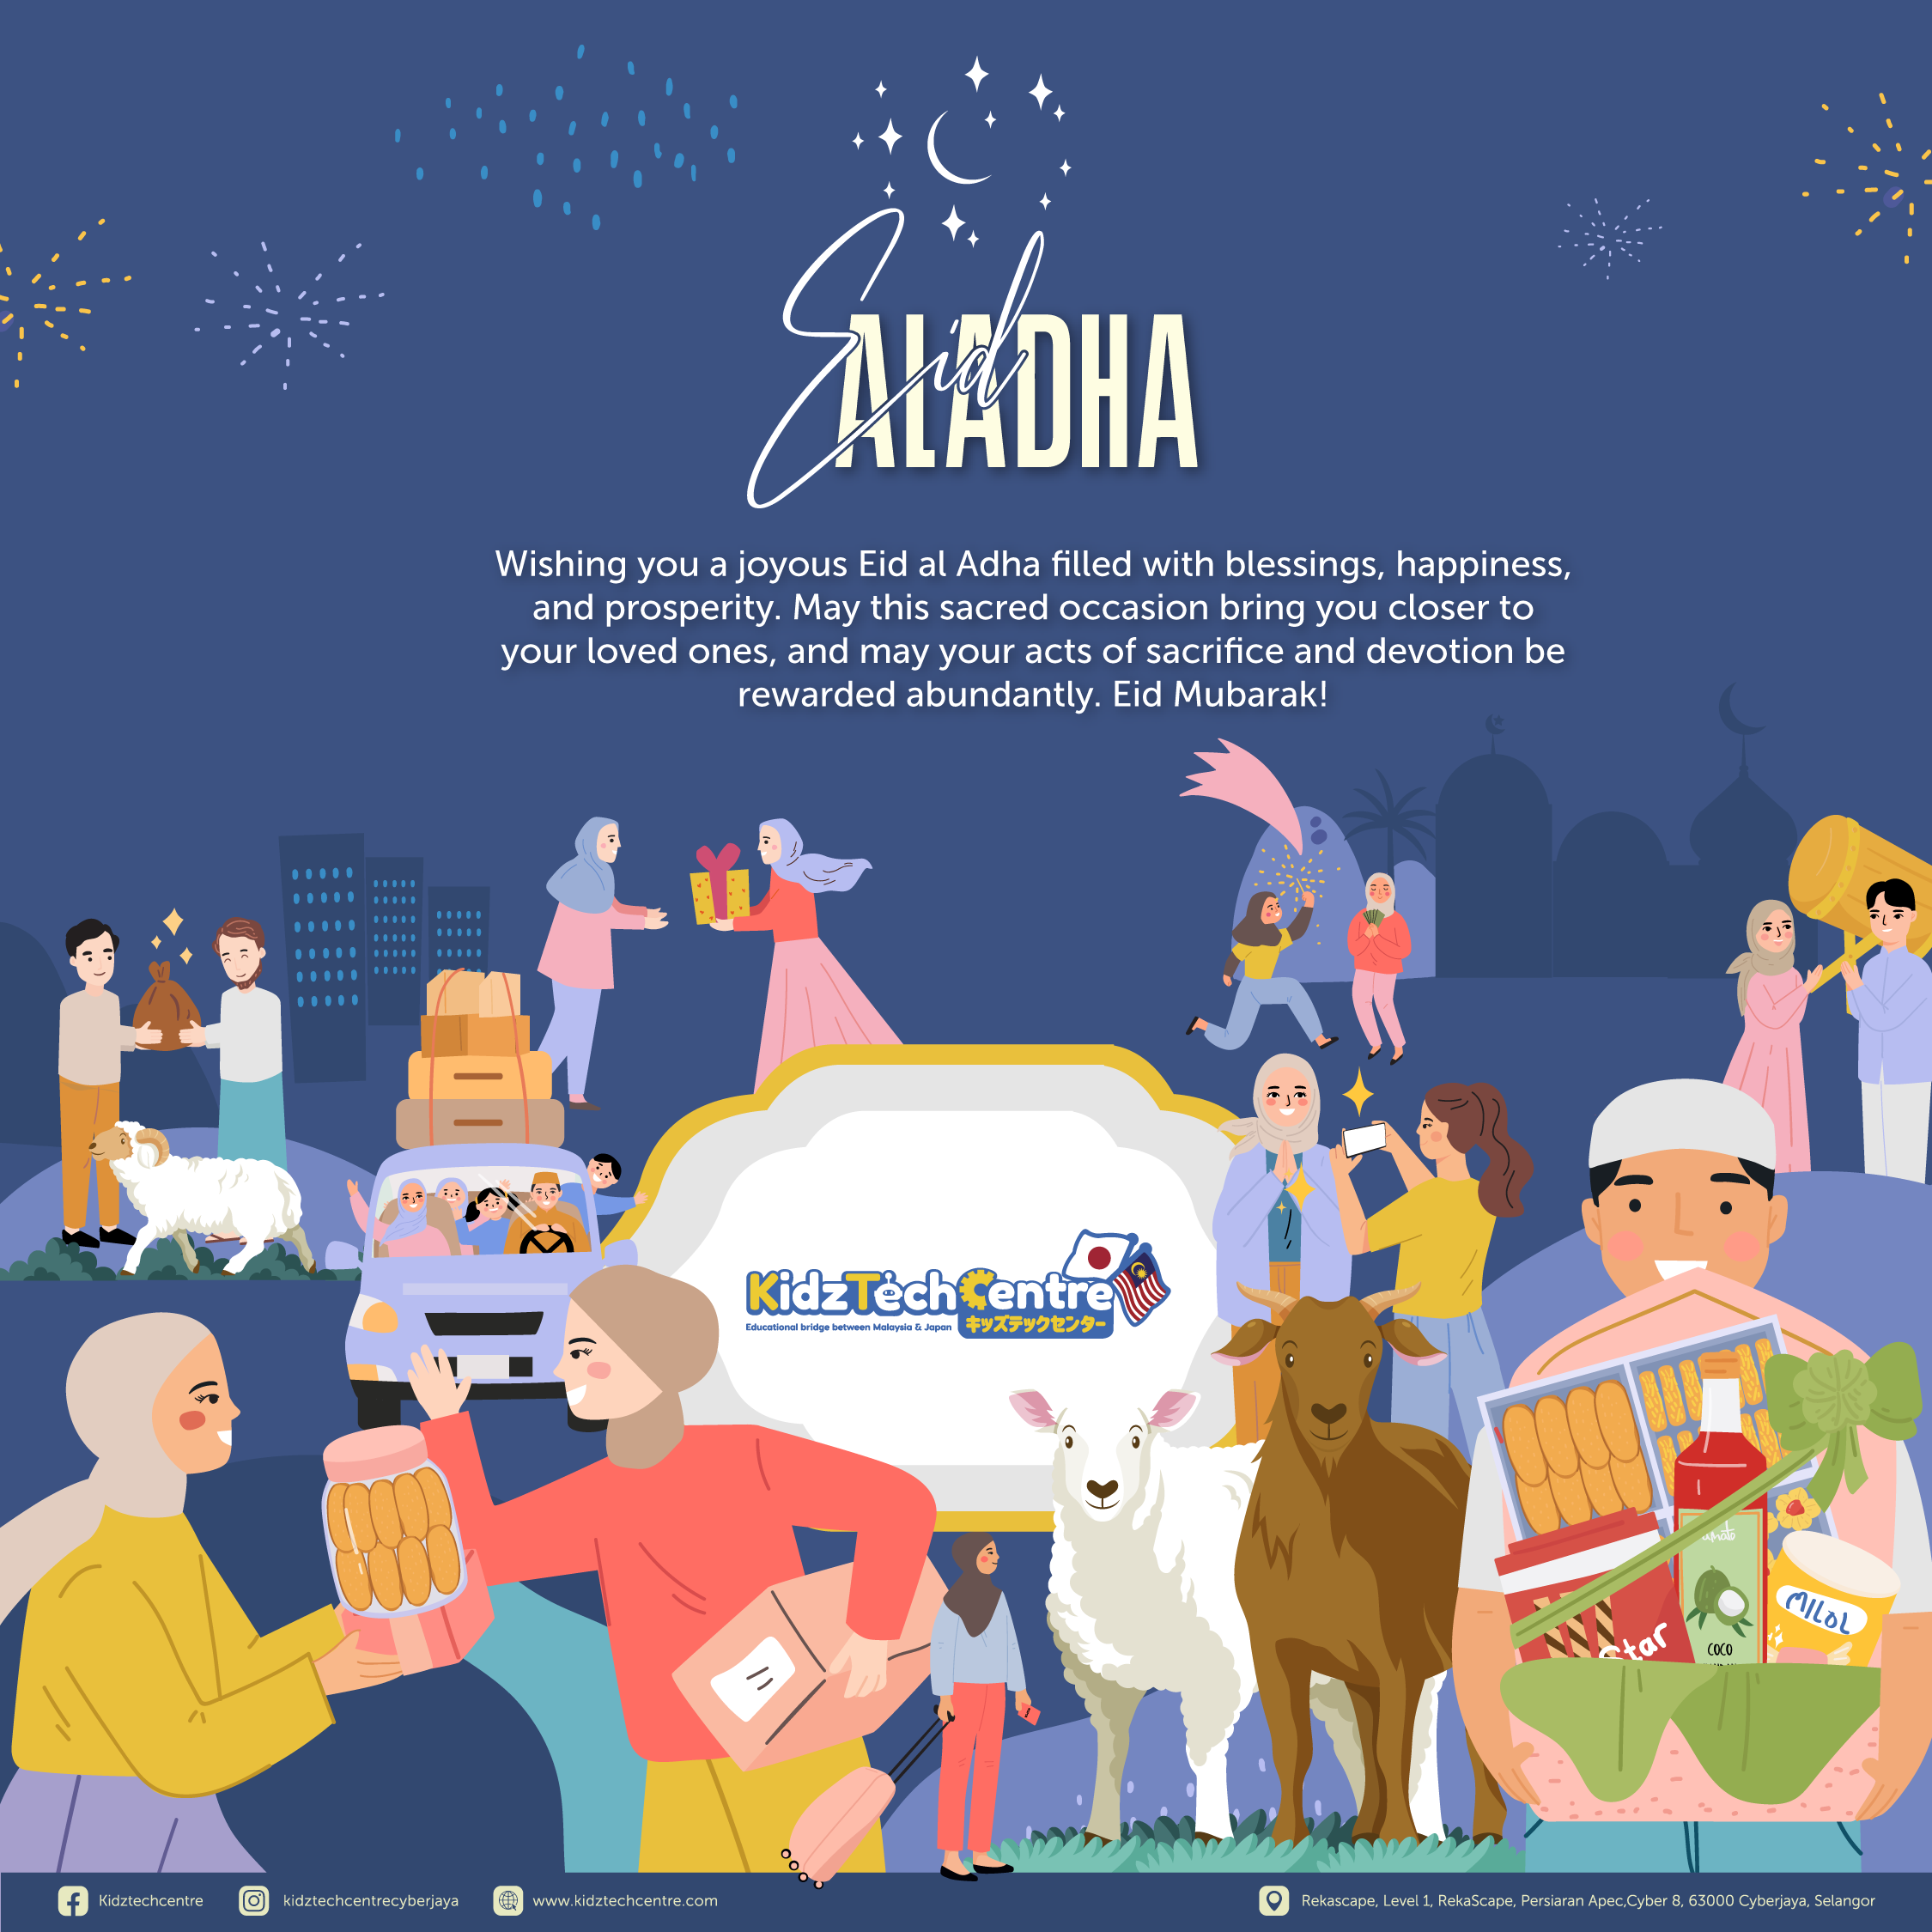 Eid
ALADHA
Wishing you a joyous Eid al Adha filled with blessings, happiness,
and prosperity. May this sacred occasion bring you closer to
your loved ones, and may your acts of sacrifice and devotion be
rewarded abundantly. Eid Mubarak!
KidzTechCentre
Educational bridge between Malaysia & Japan
キッズテックセンター
Star
COCO
MILOL
Kidztechcentre
kidztechcentrecyberjaya
www.kidztechcentre.com
Rekascape, Level 1, RekaScape, Persiaran Apec,Cyber 8, 63000 Cyberjaya, Selangor